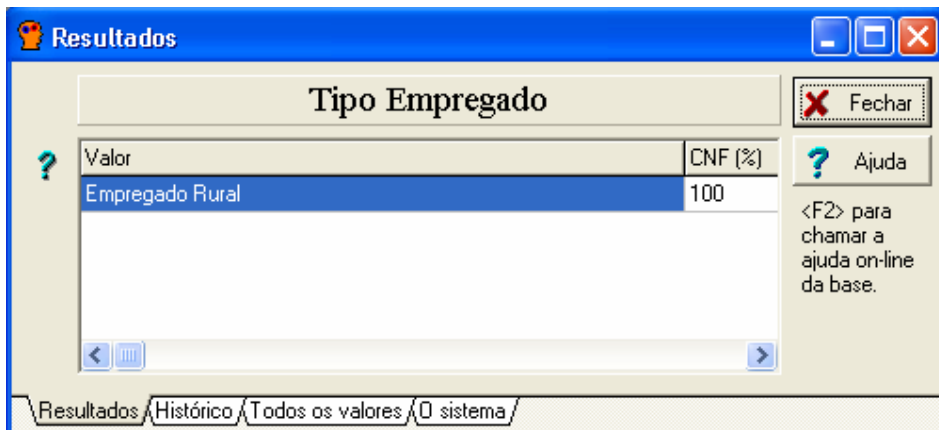 Resultados
Tipo Empregado
Fechar
Valor CNF (%)
Empregado Rural 100
Ajuda
<F2> para
chamar a
ajuda on-line
da base.
Resultados Histórico Todos os valores O sistema